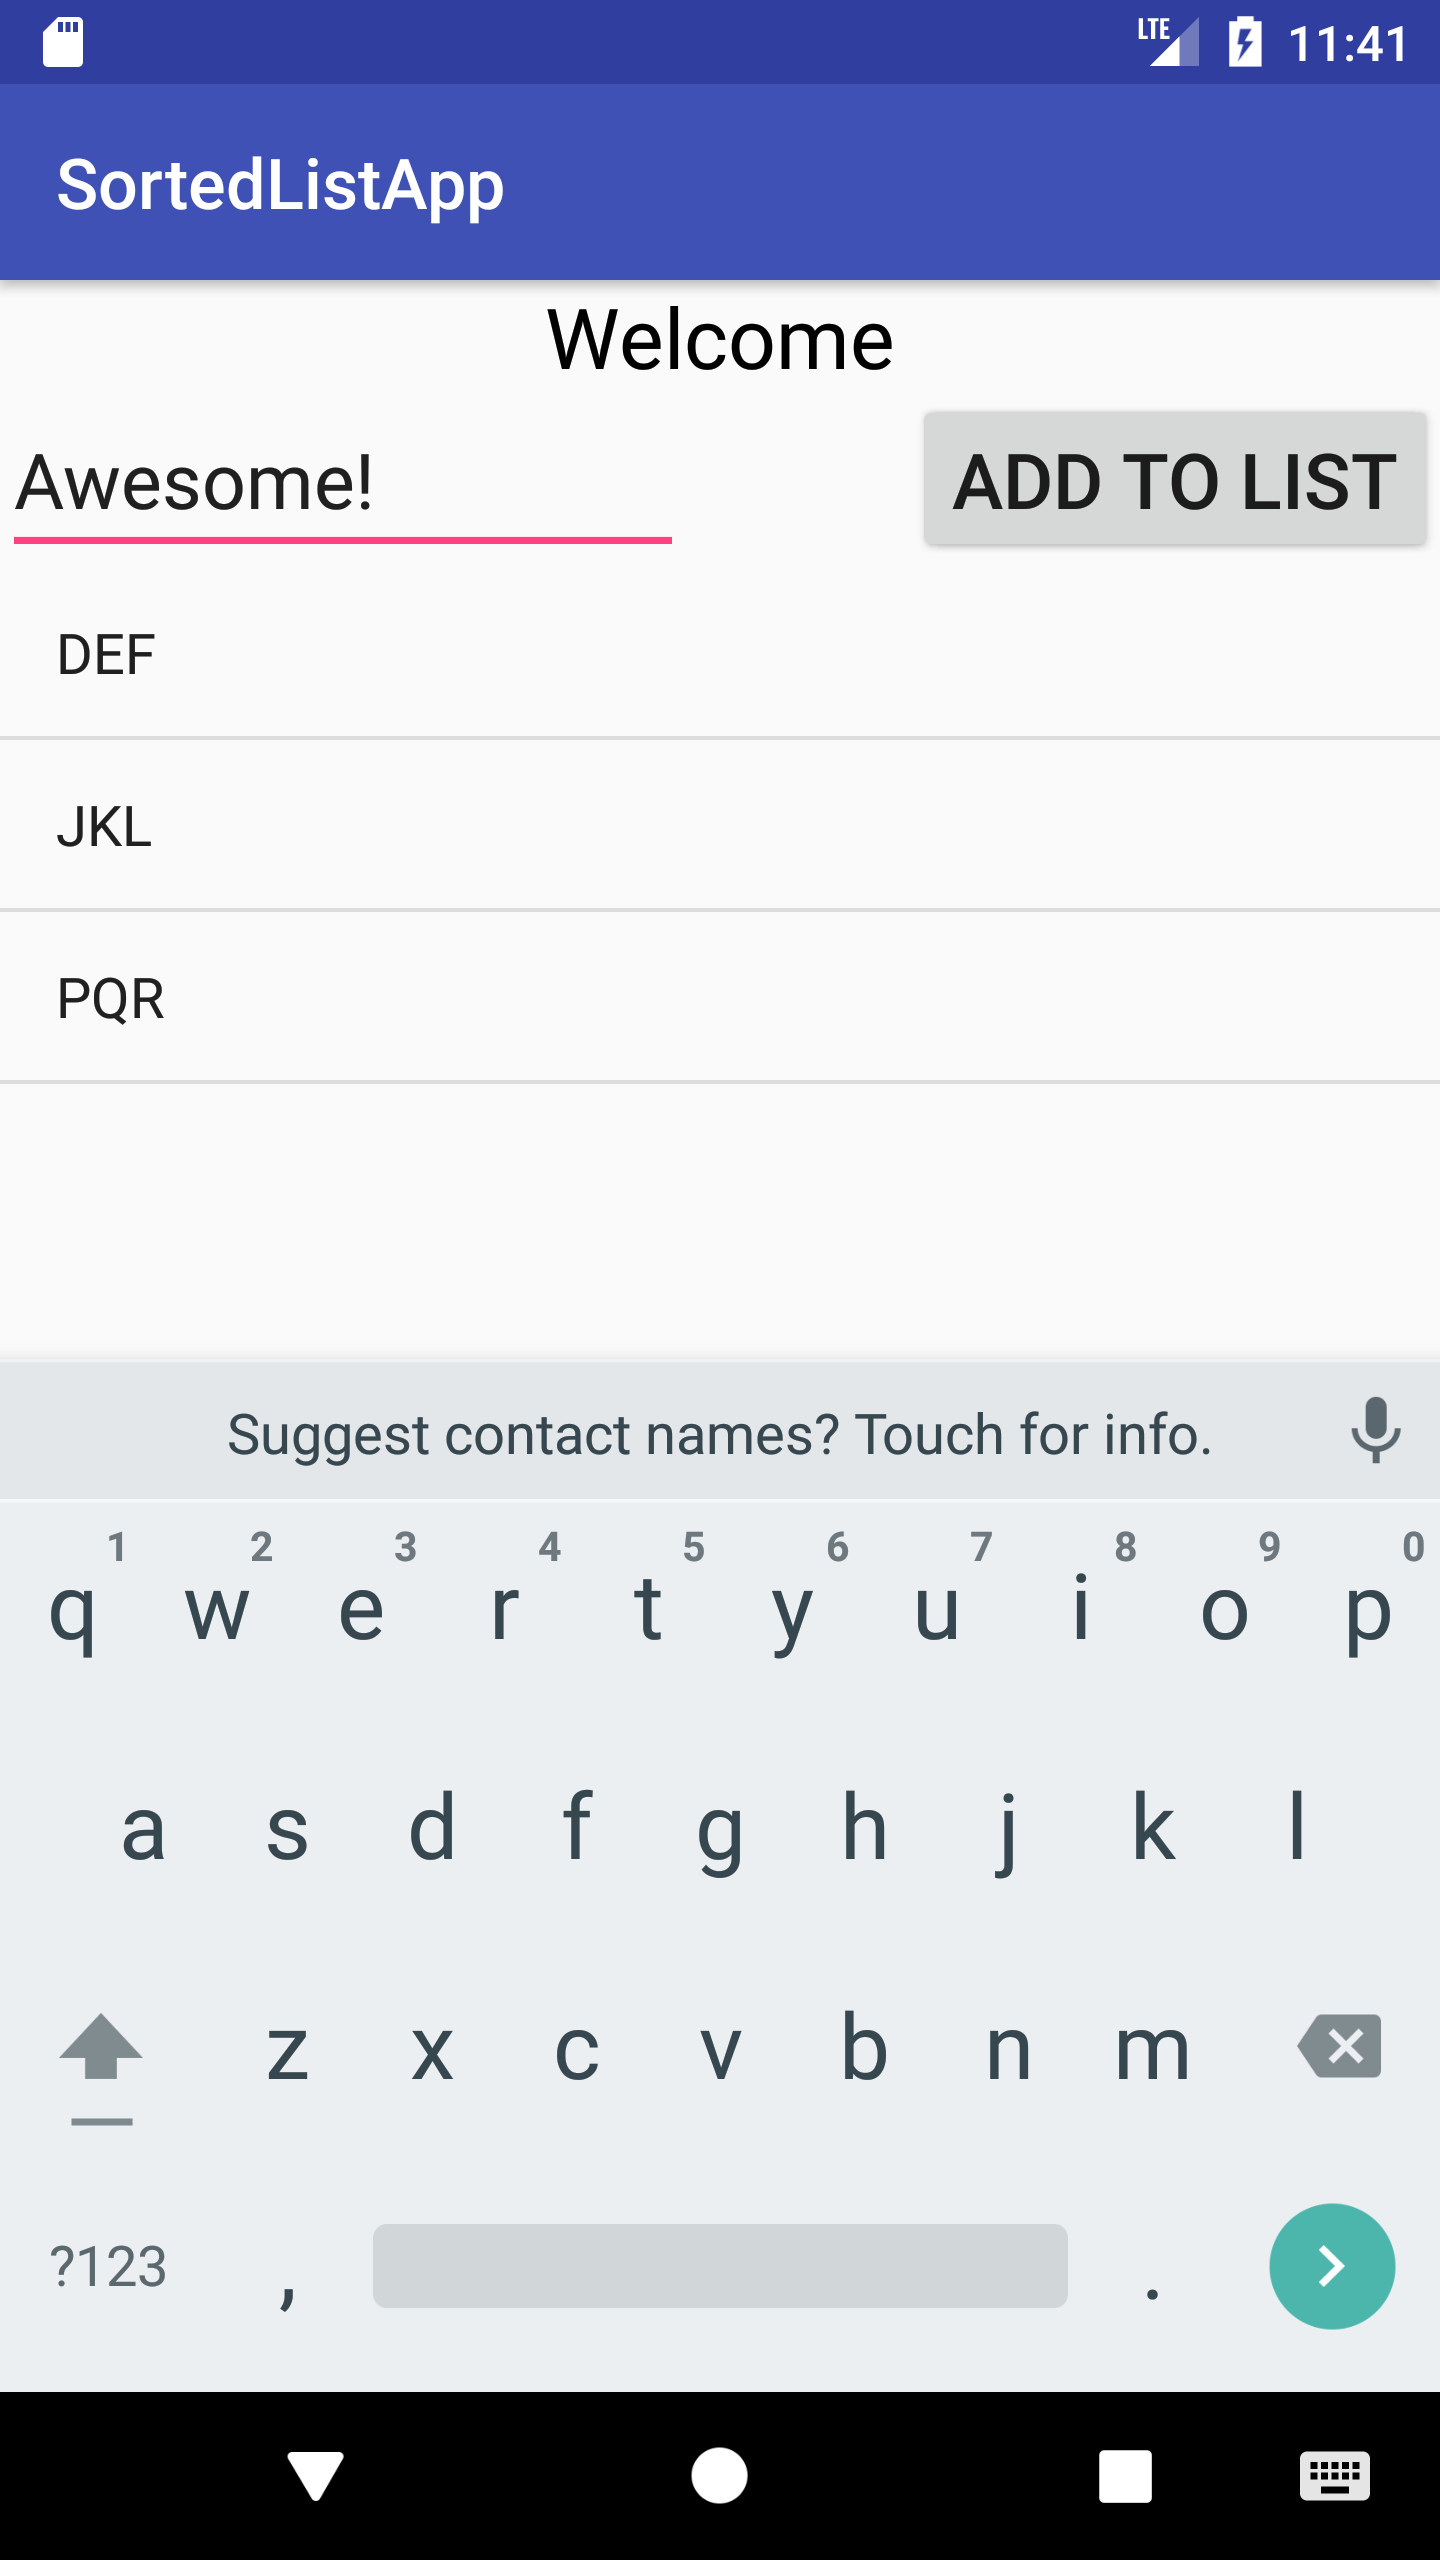 LTE 11:41
SortedListApp
Welcome
Awesome! ADD TO LIST
DEF
JKL
PQR
Suggest contact names? Touch for info.
1 2 3 4 5 6 7 8 9 0
q w e r t y u i o p
a s d f g h j k l
z x c v b n m
?123 , .